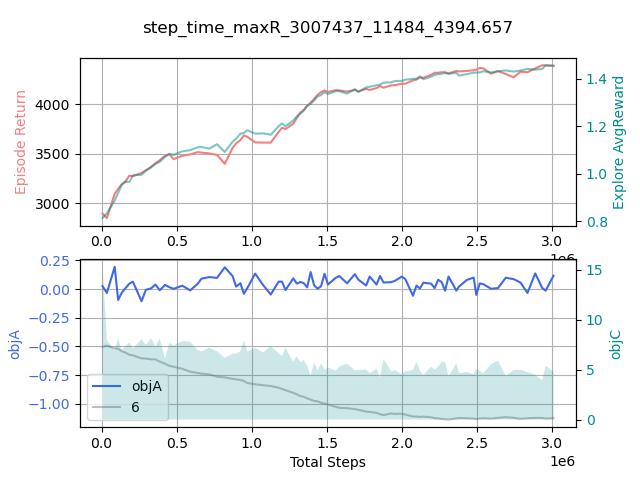 step_time_maxR_3007437_11484_4394.657
4000
3500
3000
Episode Return
1.4
1.2
1.0
0.8
Explore AvgReward
0.0 0.5 1.0 1.5 2.0 2.5 3.0
1e6
0.25
0.00
−0.25
−0.50
−0.75
−1.00
objA
15
10
5
0
objC
objA
6
0.0 0.5 1.0 1.5 2.0 2.5 3.0
Total Steps 1e6